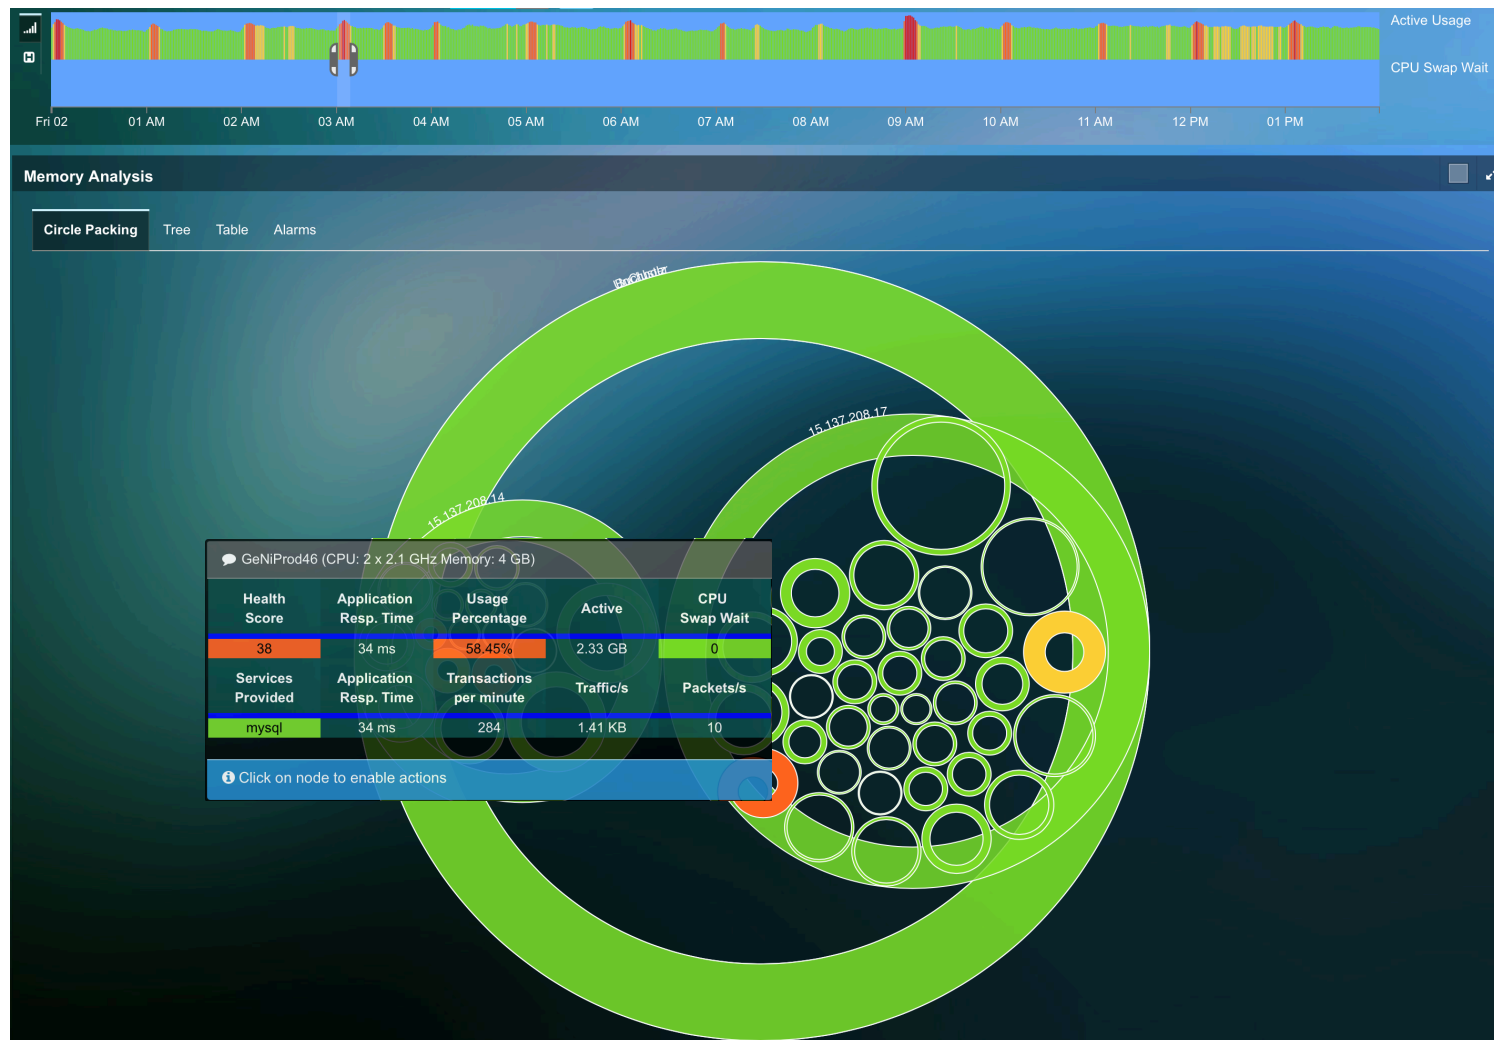 Active Usage
CPU Swap Wait
Fri 02 01 AM 02 AM 03 AM 04 AM 05 AM 06 AM 07 AM 08 AM 09 AM 10 AM 11 AM 12 PM 01 PM
Memory Analysis
Circle Packing Tree Table Alarms
15.137.208.17
15.137.208.14
GeNiProd46 (CPU: 2 x 2.1 GHz Memory: 4 GB)
Health Score Application Resp. Time Usage Percentage Active CPU Swap Wait
38 34 ms 58.45% 2.33 GB 0
Services Provided Application Resp. Time Transactions per minute Traffic/s Packets/s
mysql 34 ms 284 1.41 KB 10
Click on node to enable actions